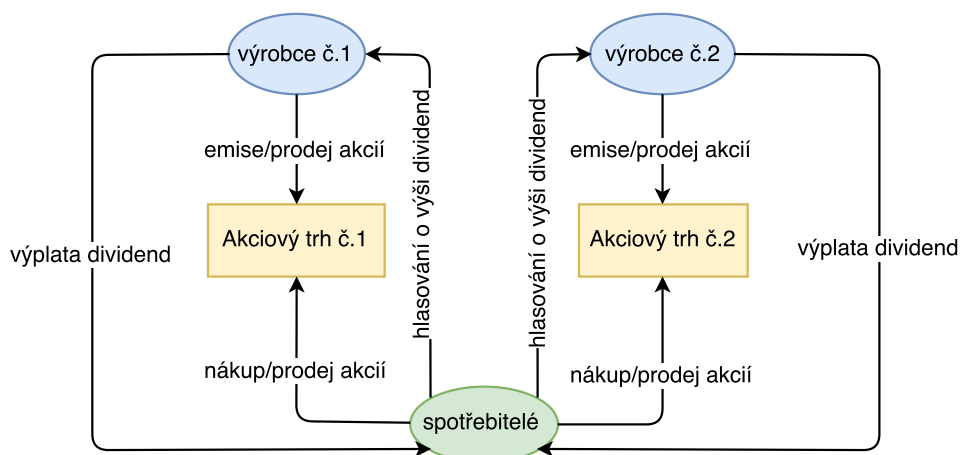 výrobce č.1
výrobce č.2
emise/prodej akcií
emise/prodej akcií
hlasování o výši dividend
hlasování o výši dividend
Akciový trh č.1
Akciový trh č.2
výplata dividend
výplata dividend
nákup/prodej akcií
nákup/prodej akcií
spotřebitelé